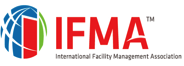 IFMA™
International Facility Management Association